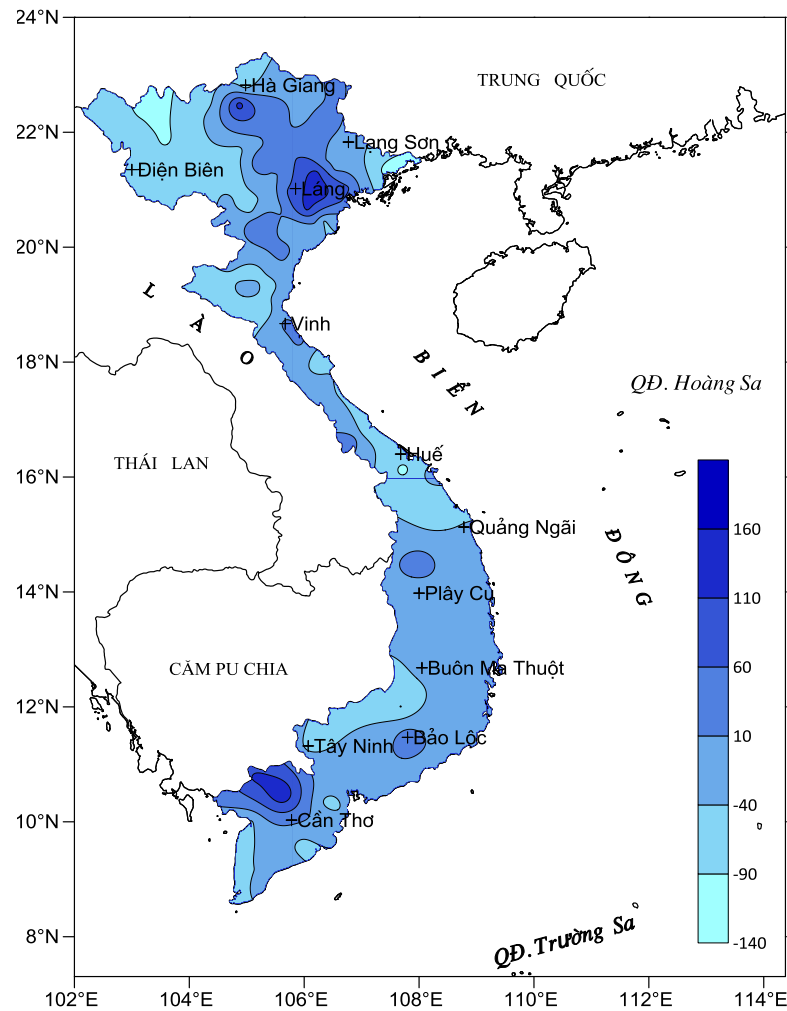 24°N
TRUNG QUỐC
Hà Giang
22°N
Lạng Sơn
Điện Biên
Láng
20°N
LÀO
Vinh
18°N
BIỂN
QĐ. Hoàng Sa
THÁI LAN
Huế
16°N
160
Quảng Ngãi
ĐÔNG
110
14°N
Plây Cu
60
CĂM PU CHIA
Buôn Ma Thuột
12°N
10
Bảo Lộc
Tây Ninh
-40
10°N
Cần Thơ
-90
8°N
QĐ. Trường Sa
-140
102°E 104°E 106°E 108°E 110°E 112°E 114°E